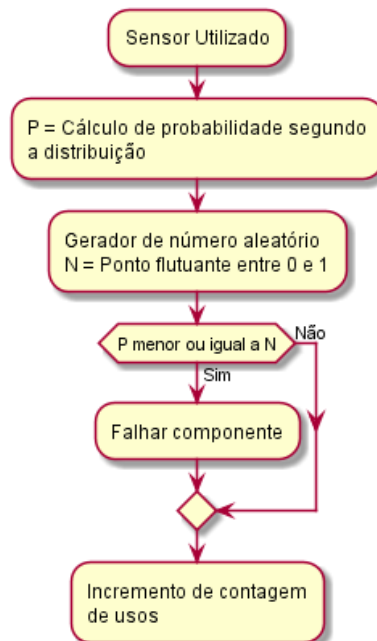 Sensor Utilizado
P = Cálculo de probabilidade segundo
a distribuição
Gerador de número aleatório
N = Ponto flutuante entre 0 e 1
P menor ou igual a N
Não
Sim
Falhar componente
Incremento de contagem
de usos